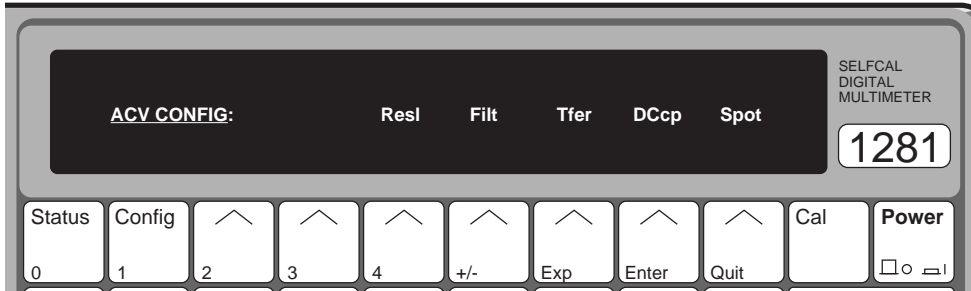 ACV CONFIG: Resl Filt Tfer DCcp Spot
SELFCAL
DIGITAL
MULTIMETER
1281
Status Config Cal Power
0 1 2 3 4 +/- Exp Enter Quit